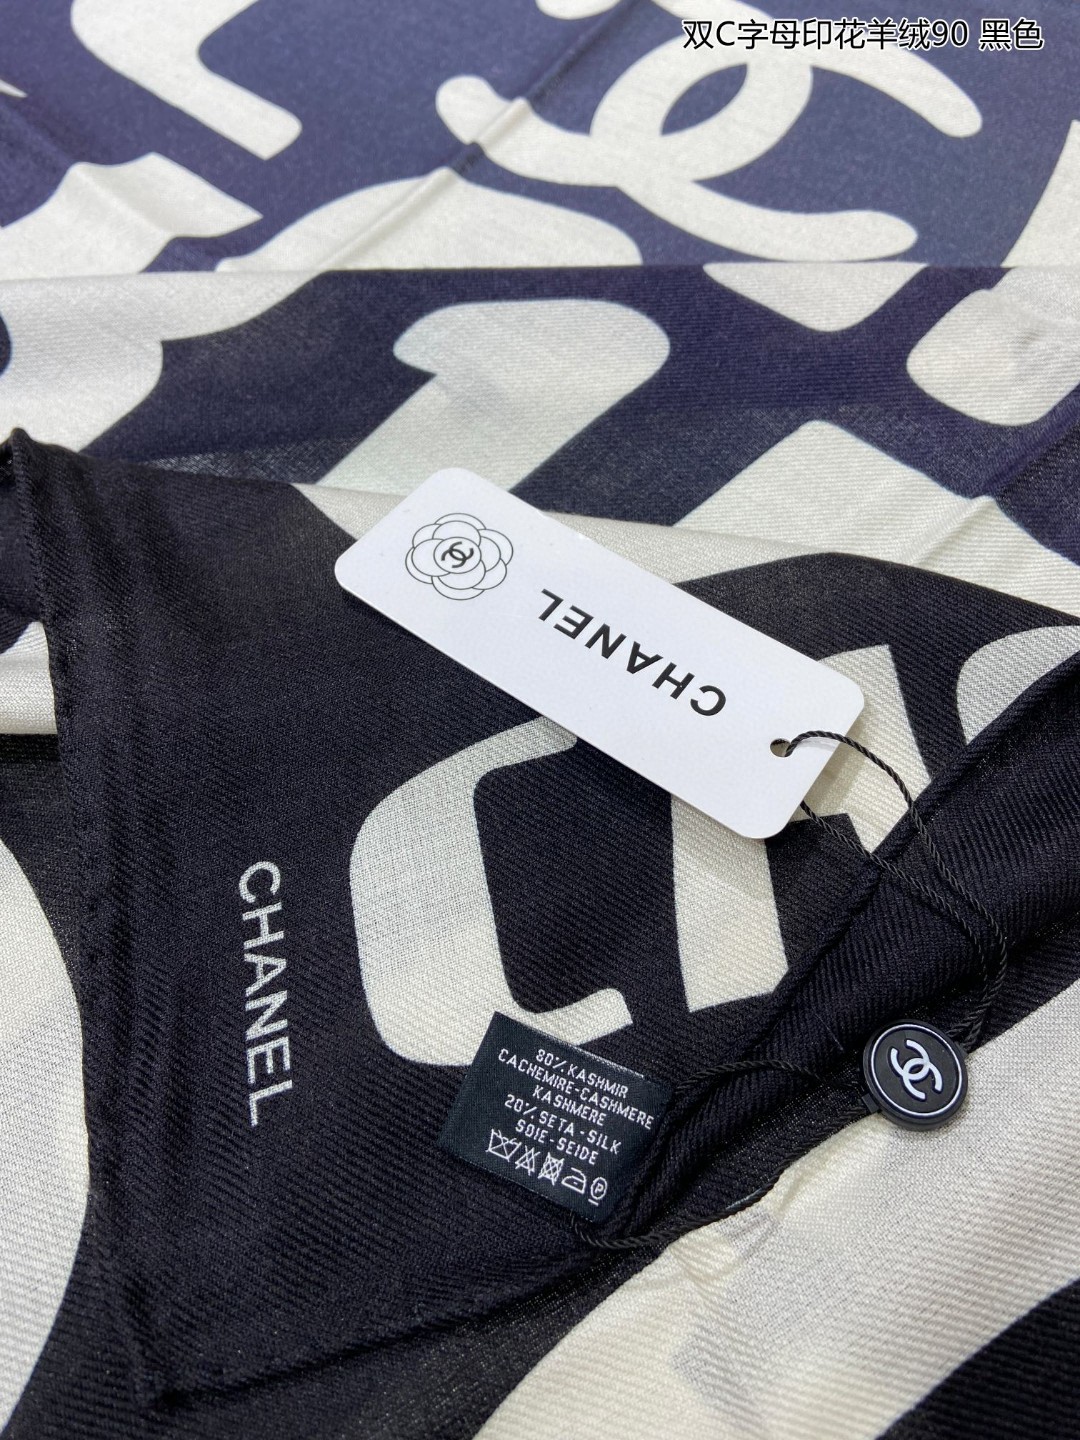 双C字母印花羊绒90 黑色
CHANEL
CHANEL
80% KASHMIR
CACHEMIRE-CASHMERE
KASHMERE
20% SETA-SILK
SOIE-SEIDE
P